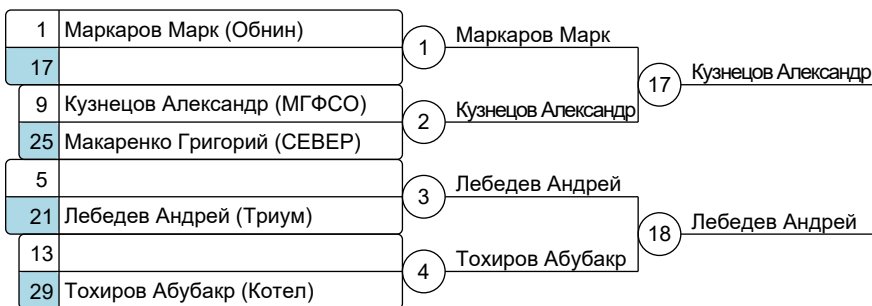 1 Маркаров Марк (Обнин)
17
1 Маркаров Марк
9 Кузнецов Александр (МГФСО)
25 Макаренко Григорий (СЕВЕР)
2 Кузнецов Александр
17 Кузнецов Александр
5
21 Лебедев Андрей (Триум)
3 Лебедев Андрей
13
29 Тохиров Абубакр (Котел)
4 Тохиров Абубакр
18 Лебедев Андрей